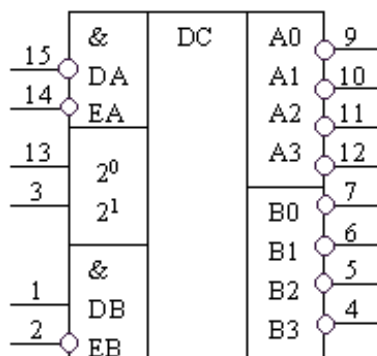 & DC A0 9
15 DA A1 10
14 EA A2 11
13 2⁰ A3 12
3 2¹ B0 7
& B1 6
1 DB B2 5
2 EB B3 4